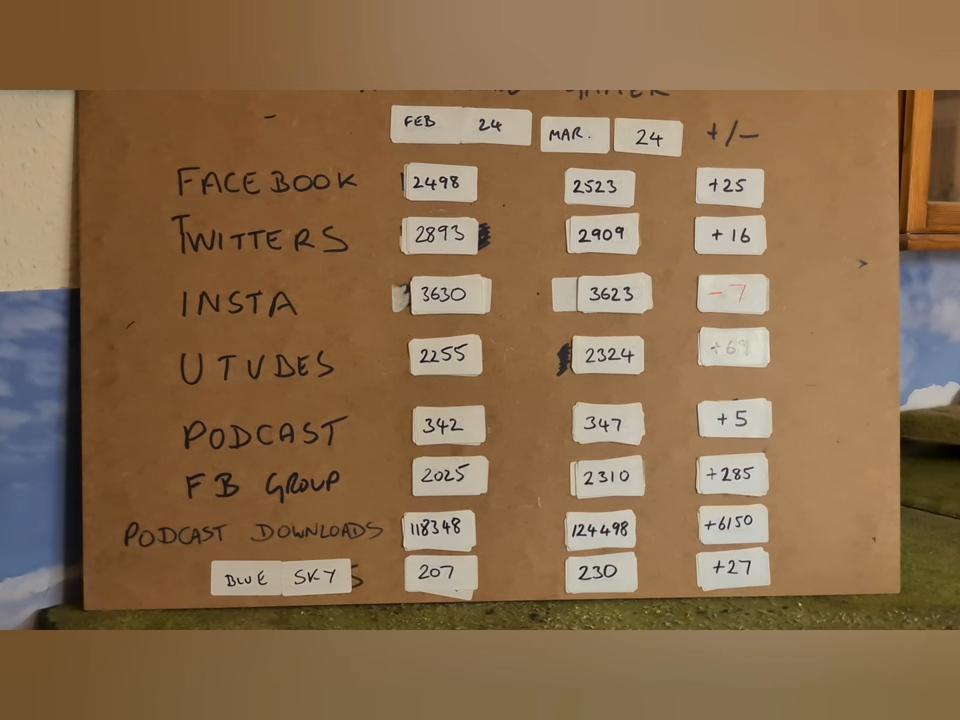 FEB 24 MAR. 24 +/-
FACEBOOK 2498 2523 +25
TWITTERS 2893 2909 +16
INSTA 3630 3623 -7
UTUBES 2255 2324 +69
PODCAST 342 347 +5
FB GROUP 2025 2310 +285
PODCAST DOWNLOADS 118348 124498 +6150
BLUE SKY S 207 230 +27